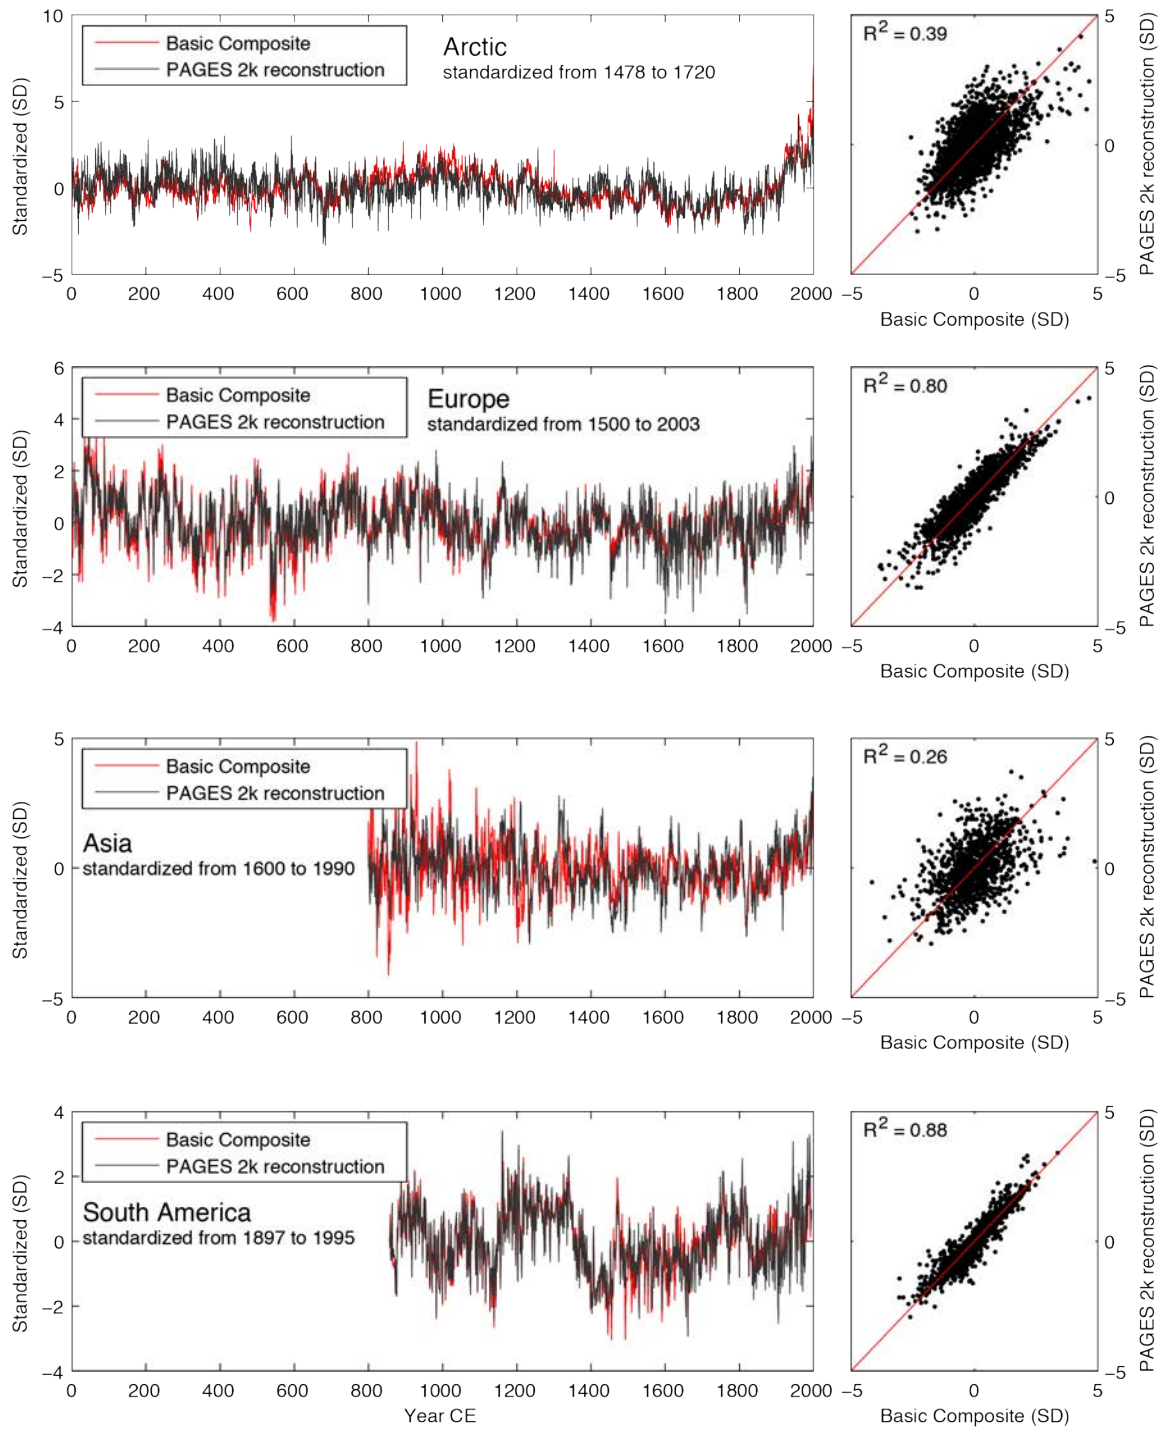 10
5
0
−5
Standardized (SD)
Basic Composite
PAGES 2k reconstruction
Arctic
standardized from 1478 to 1720
0 200 400 600 800 1000 1200 1400 1600 1800 2000
R² = 0.39
5
0
−5
PAGES 2k reconstruction (SD)
−5 0 5
Basic Composite (SD)
6
4
2
0
−2
−4
Standardized (SD)
Basic Composite
PAGES 2k reconstruction
Europe
standardized from 1500 to 2003
0 200 400 600 800 1000 1200 1400 1600 1800 2000
R² = 0.80
5
0
−5
PAGES 2k reconstruction (SD)
−5 0 5
Basic Composite (SD)
5
0
−5
Standardized (SD)
Basic Composite
PAGES 2k reconstruction
Asia
standardized from 1600 to 1990
0 200 400 600 800 1000 1200 1400 1600 1800 2000
R² = 0.26
5
0
−5
PAGES 2k reconstruction (SD)
−5 0 5
Basic Composite (SD)
4
2
0
−2
−4
Standardized (SD)
Basic Composite
PAGES 2k reconstruction
South America
standardized from 1897 to 1995
0 200 400 600 800 1000 1200 1400 1600 1800 2000
Year CE
R² = 0.88
5
0
−5
PAGES 2k reconstruction (SD)
−5 0 5
Basic Composite (SD)